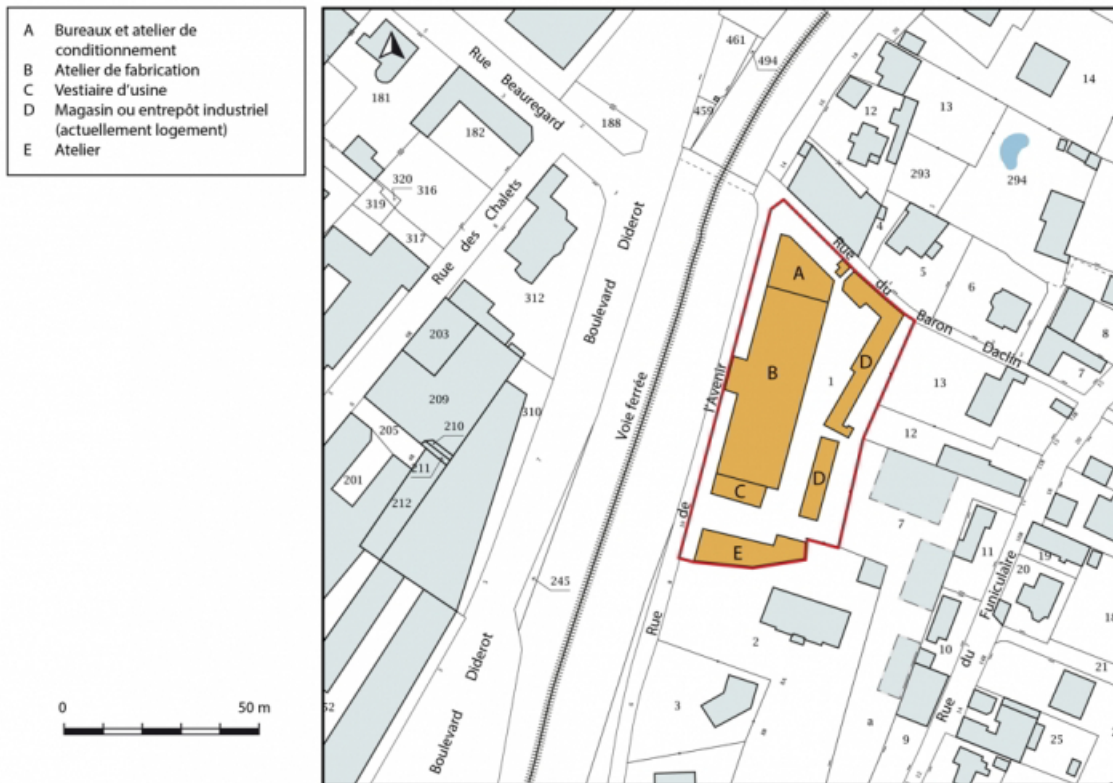 A Bureaux et atelier de
conditionnement
B Atelier de fabrication
C Vestiaire d'usine
D Magasin ou entrepôt industriel
(actuellement logement)
E Atelier
0 50 m
181
182
188
461
494
459
12
13
14
293
294
320
316
319
317
312
4
5
6
7
8
203
209
205
210
201
211
212
310
245
13
12
7
11
19
20
10
21
2
3
a
9
25
1
A
B
C
D
D
E
Rue Beauregard
Rue des Chalets
Boulevard Diderot
Boulevard Diderot
Voie ferrée
Rue de l'Avenir
Rue du Baron Daclin
Rue du Funiculaire